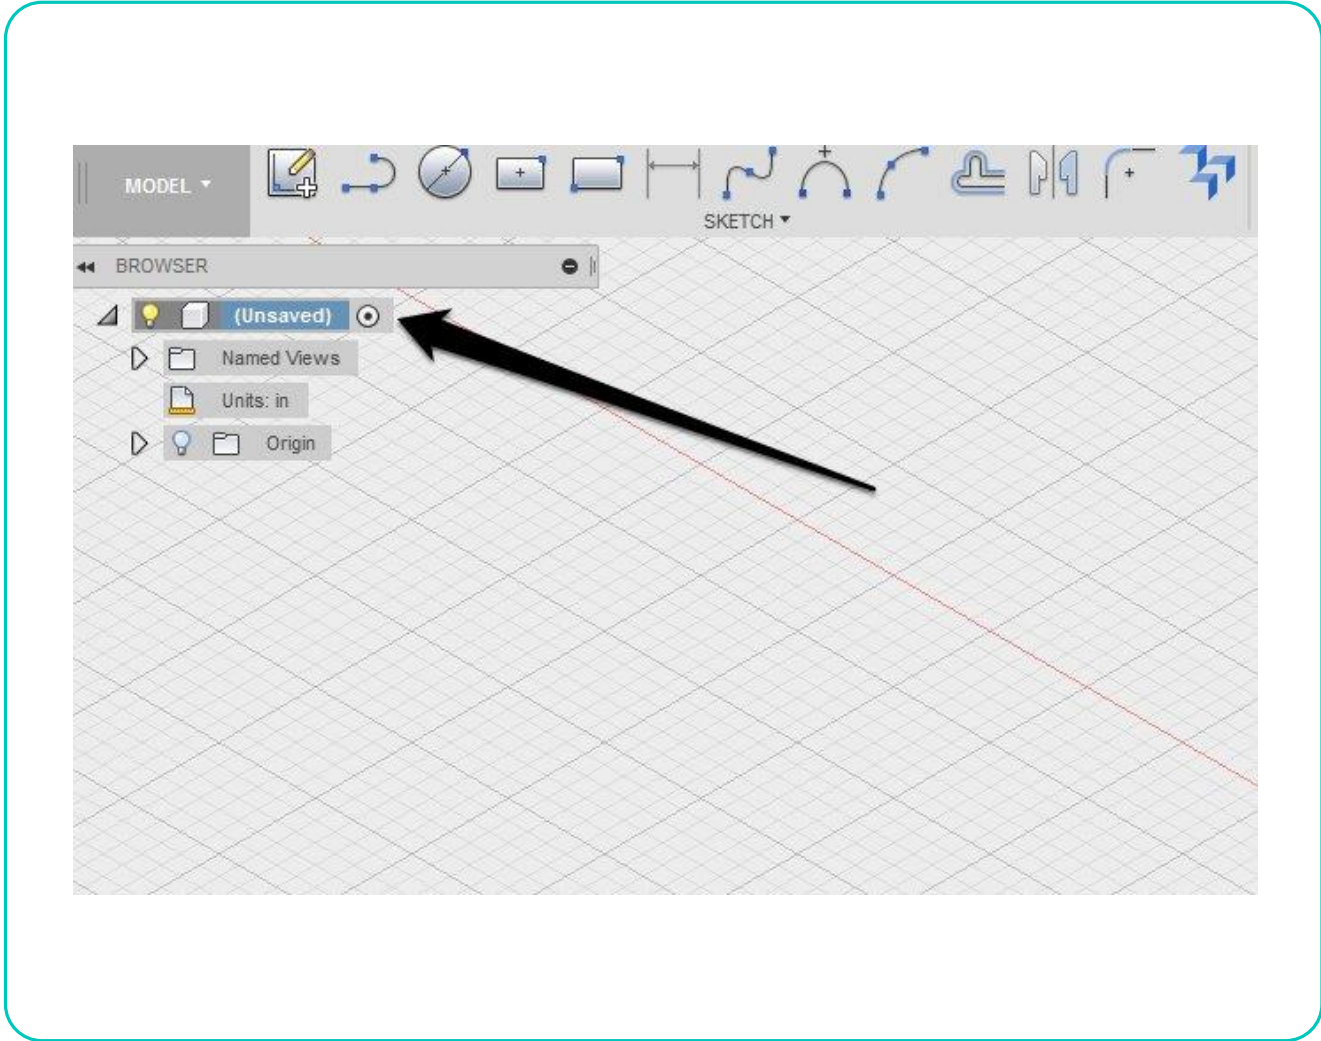 MODEL
SKETCH
BROWSER
(Unsaved)
Named Views
Units: in
Origin